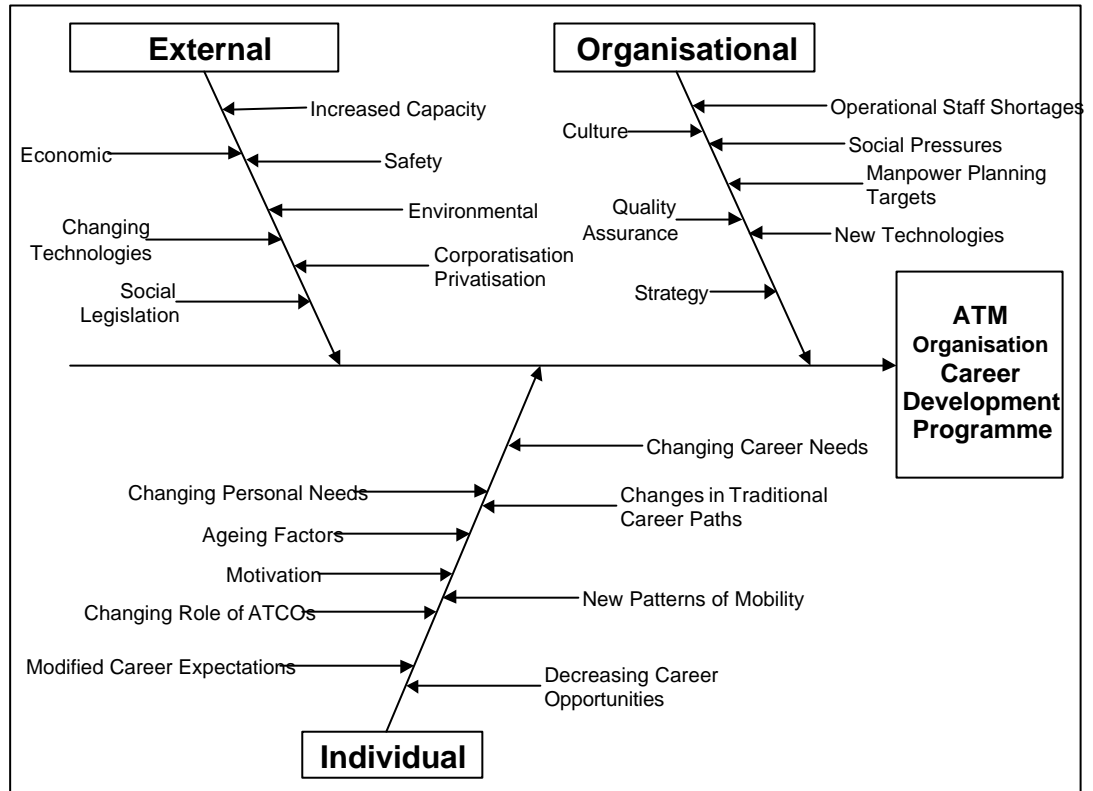 External
Increased Capacity
Economic
Safety
Environmental
Changing
Technologies
Corporatisation
Privatisation
Social
Legislation
Organisational
Operational Staff Shortages
Culture
Social Pressures
Manpower Planning
Targets
Quality
Assurance
New Technologies
Strategy
ATM
Organisation
Career
Development
Programme
Changing Career Needs
Changing Personal Needs
Changes in Traditional
Career Paths
Ageing Factors
Motivation
New Patterns of Mobility
Changing Role of ATCOs
Modified Career Expectations
Decreasing Career
Opportunities
Individual